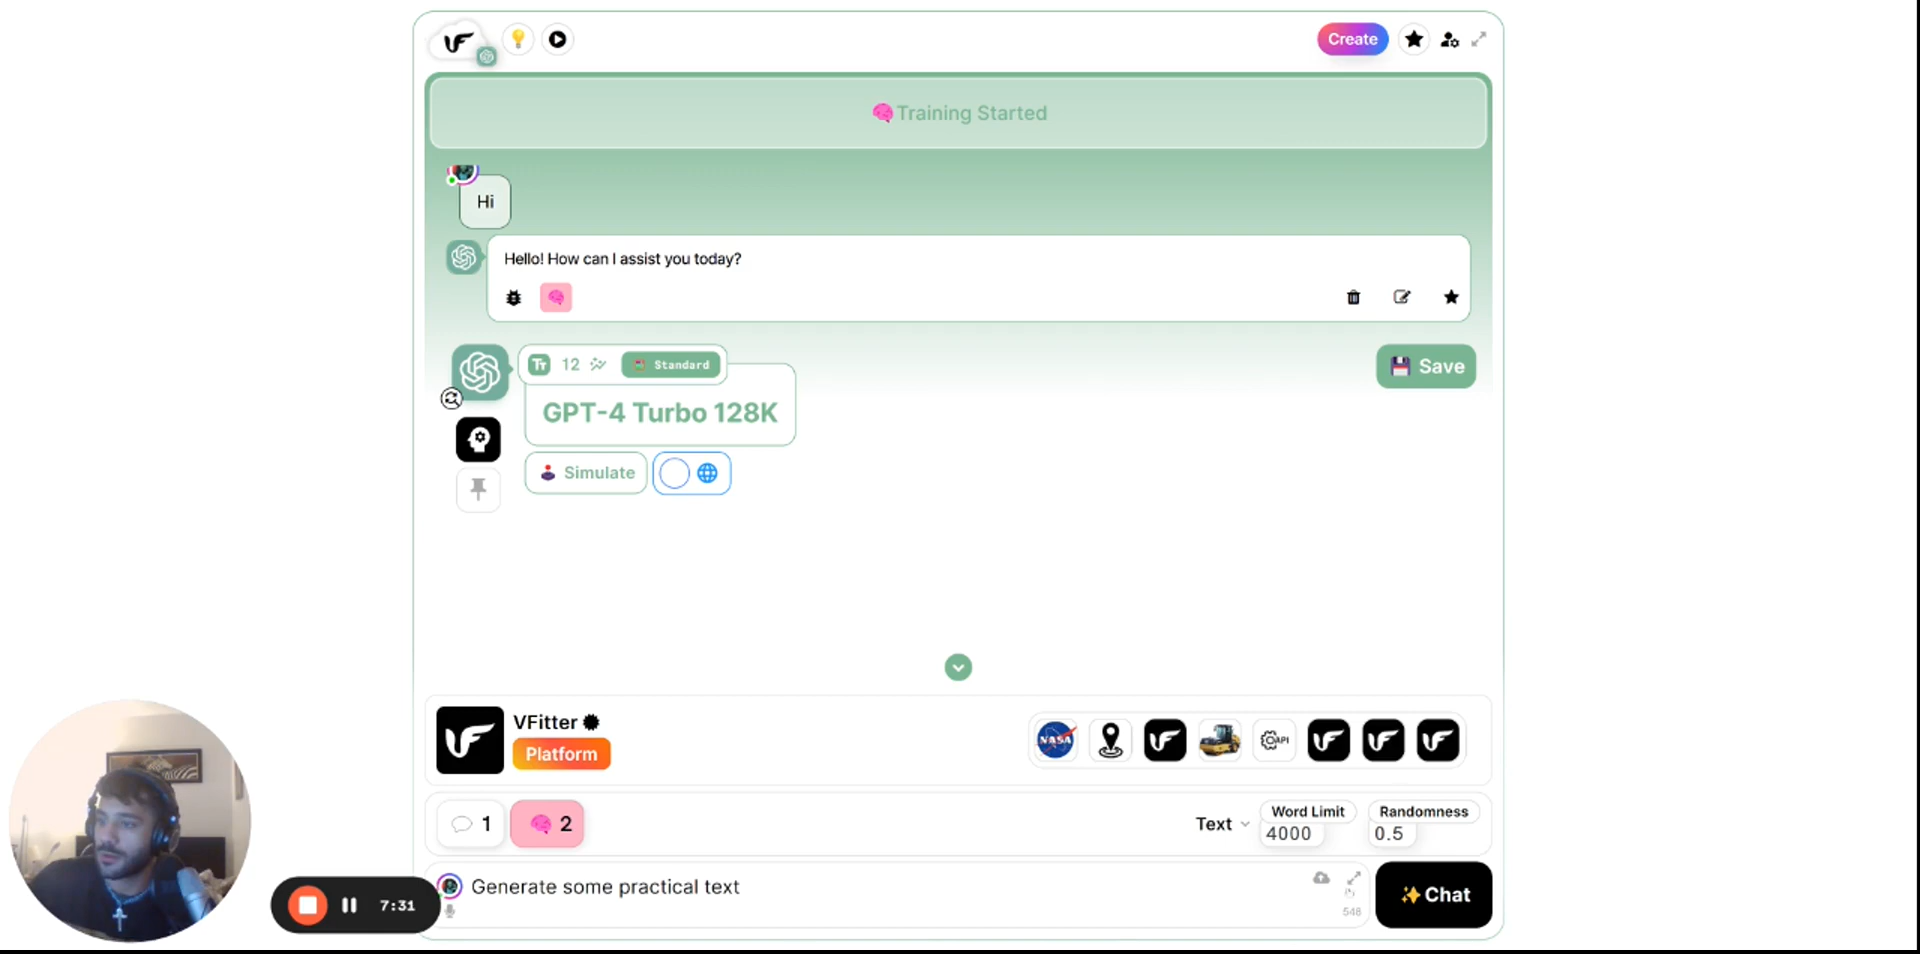 Create
Training Started
Hi
Hello! How can I assist you today?
Tт 12 Standard
Save
GPT-4 Turbo 128K
Simulate
VFitter
Platform
NASA
API
1 2
Text
Word Limit
4000
Randomness
0.5
Generate some practical text
548
Chat
7:31